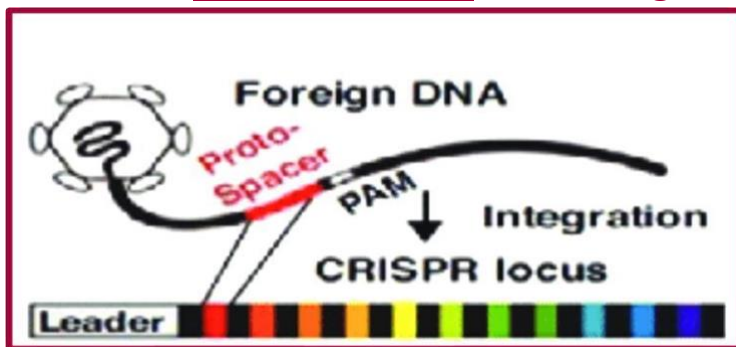 Foreign DNA
Proto-
Spacer
PAM
Integration
CRISPR locus
Leader